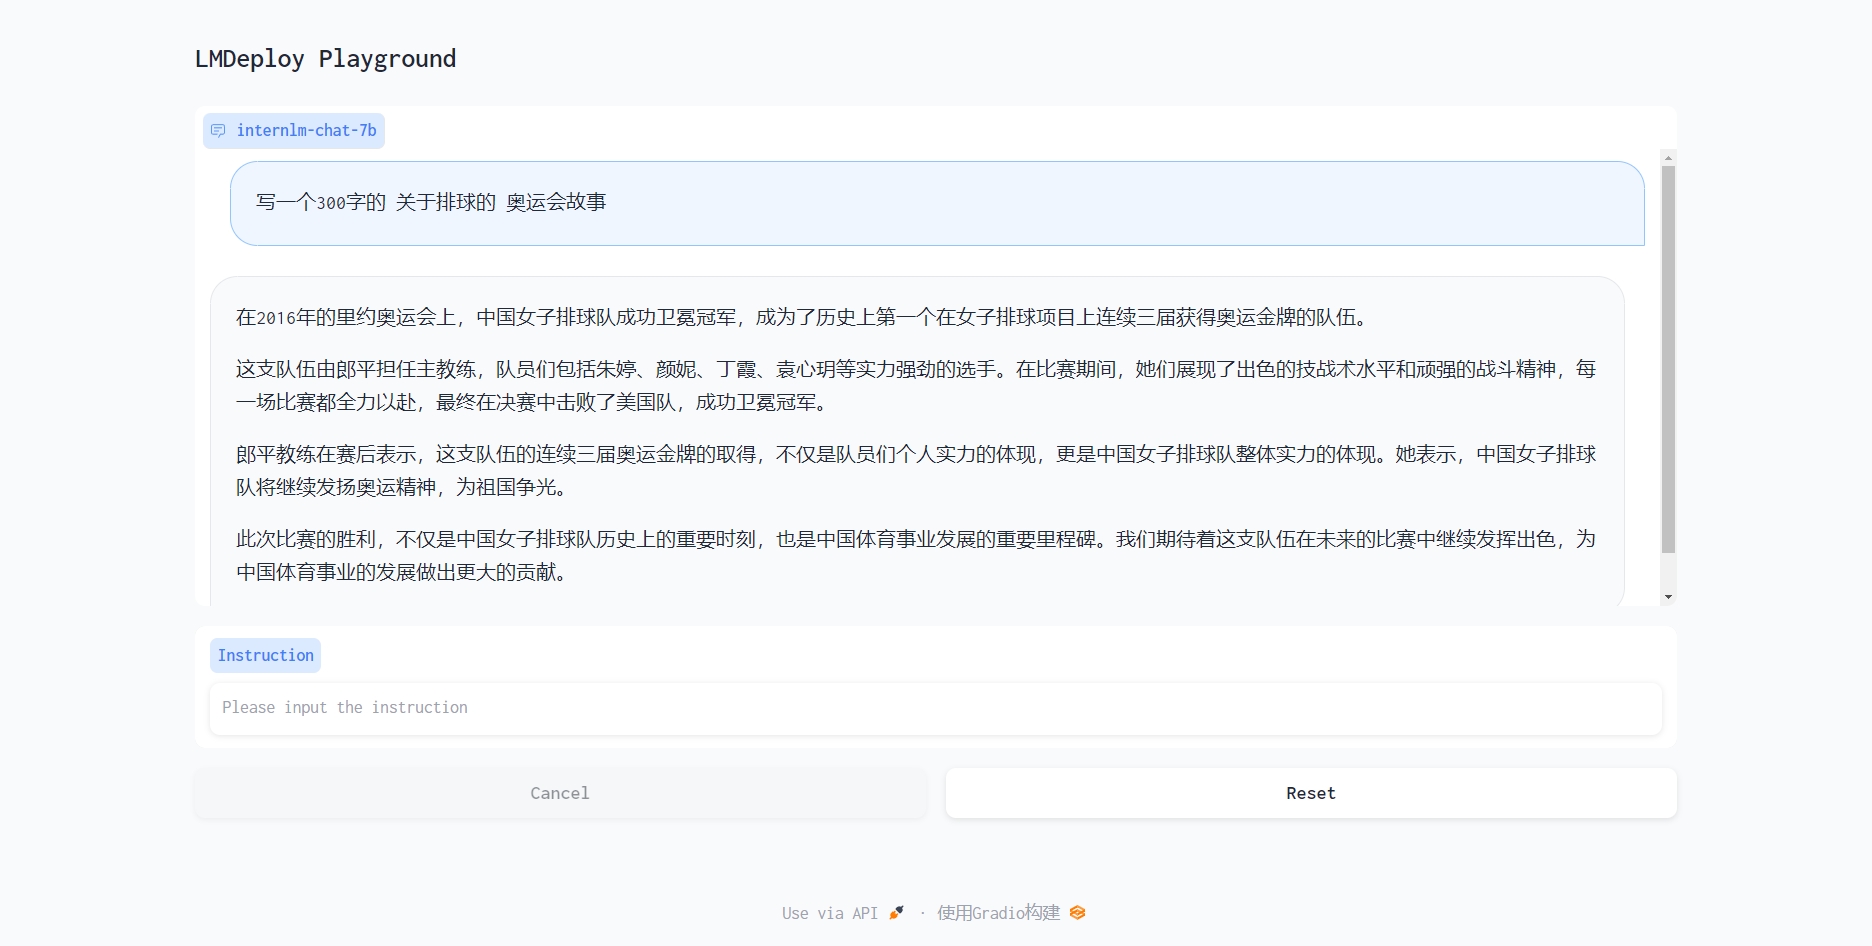 LMDeploy Playground
internlm-chat-7b
写一个300字的 关于排球的 奥运会故事
在2016年的里约奥运会上，中国女子排球队成功卫冕冠军，成为了历史上第一个在女子排球项目上连续三届获得奥运金牌的队伍。
这支队伍由郎平担任主教练，队员们包括朱婷、颜妮、丁霞、袁心玥等实力强劲的选手。在比赛期间，她们展现了出色的技战术水平和顽强的战斗精神，每
一场比赛都全力以赴，最终在决赛中击败了美国队，成功卫冕冠军。
郎平教练在赛后表示，这支队伍的连续三届奥运金牌的取得，不仅是队员们个人实力的体现，更是中国女子排球队整体实力的体现。她表示，中国女子排球
队将继续发扬奥运精神，为祖国争光。
此次比赛的胜利，不仅是中国女子排球队历史上的重要时刻，也是中国体育事业发展的重要里程碑。我们期待着这支队伍在未来的比赛中继续发挥出色，为
中国体育事业的发展做出更大的贡献。
Instruction
Please input the instruction
Cancel
Reset
Use via API · 使用Gradio构建